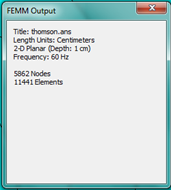 FEMM Output
Title: thomson.ans
Length Units: Centimeters
2-D Planar (Depth: 1 cm)
Frequency: 60 Hz
5862 Nodes
11441 Elements